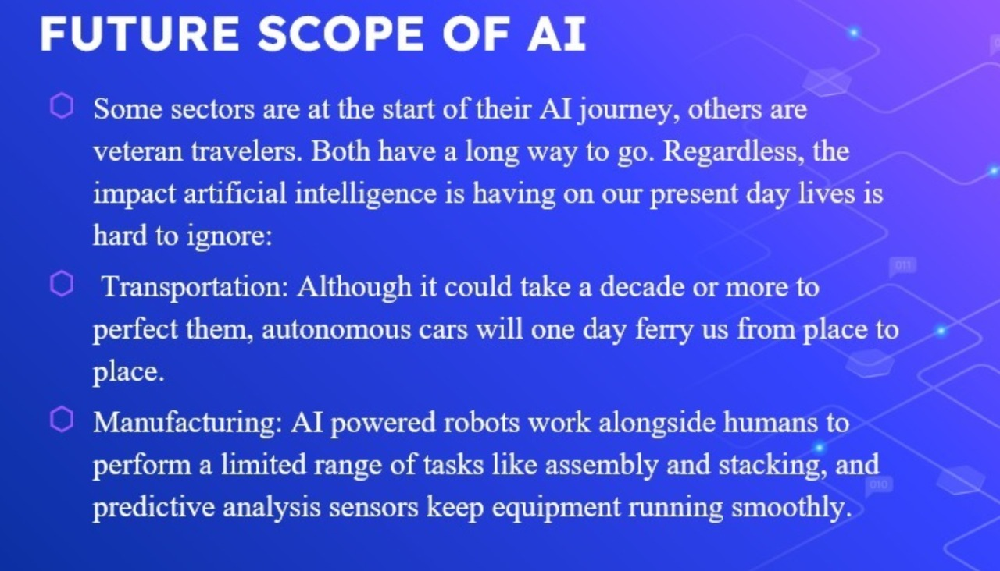 FUTURE SCOPE OF AI
Some sectors are at the start of their AI journey, others are
veteran travelers. Both have a long way to go. Regardless, the
impact artificial intelligence is having on our present day lives is
hard to ignore:
Transportation: Although it could take a decade or more to
perfect them, autonomous cars will one day ferry us from place to
place.
Manufacturing: AI powered robots work alongside humans to
perform a limited range of tasks like assembly and stacking, and
predictive analysis sensors keep equipment running smoothly.
011
010